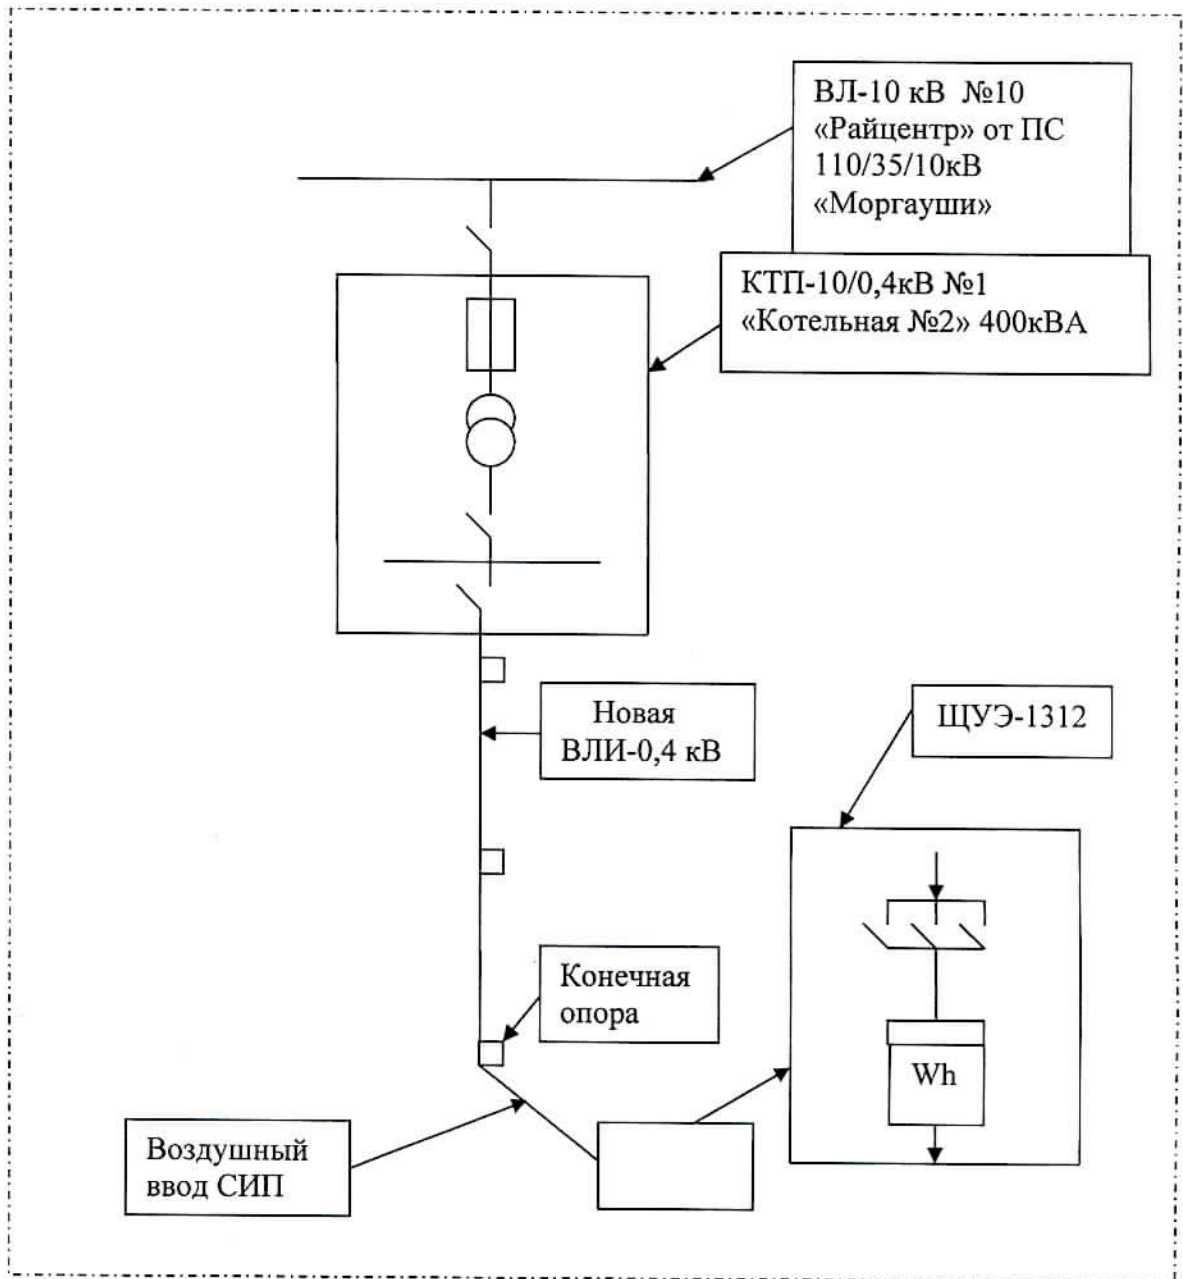 ВЛ-10 кВ №10
«Райцентр» от ПС
110/35/10кВ
«Моргауши»
КТП-10/0,4кВ №1
«Котельная №2» 400кВА
Новая
ВЛИ-0,4 кВ
ЩУЭ-1312
Конечная
опора
Wh
Воздушный
ввод СИП